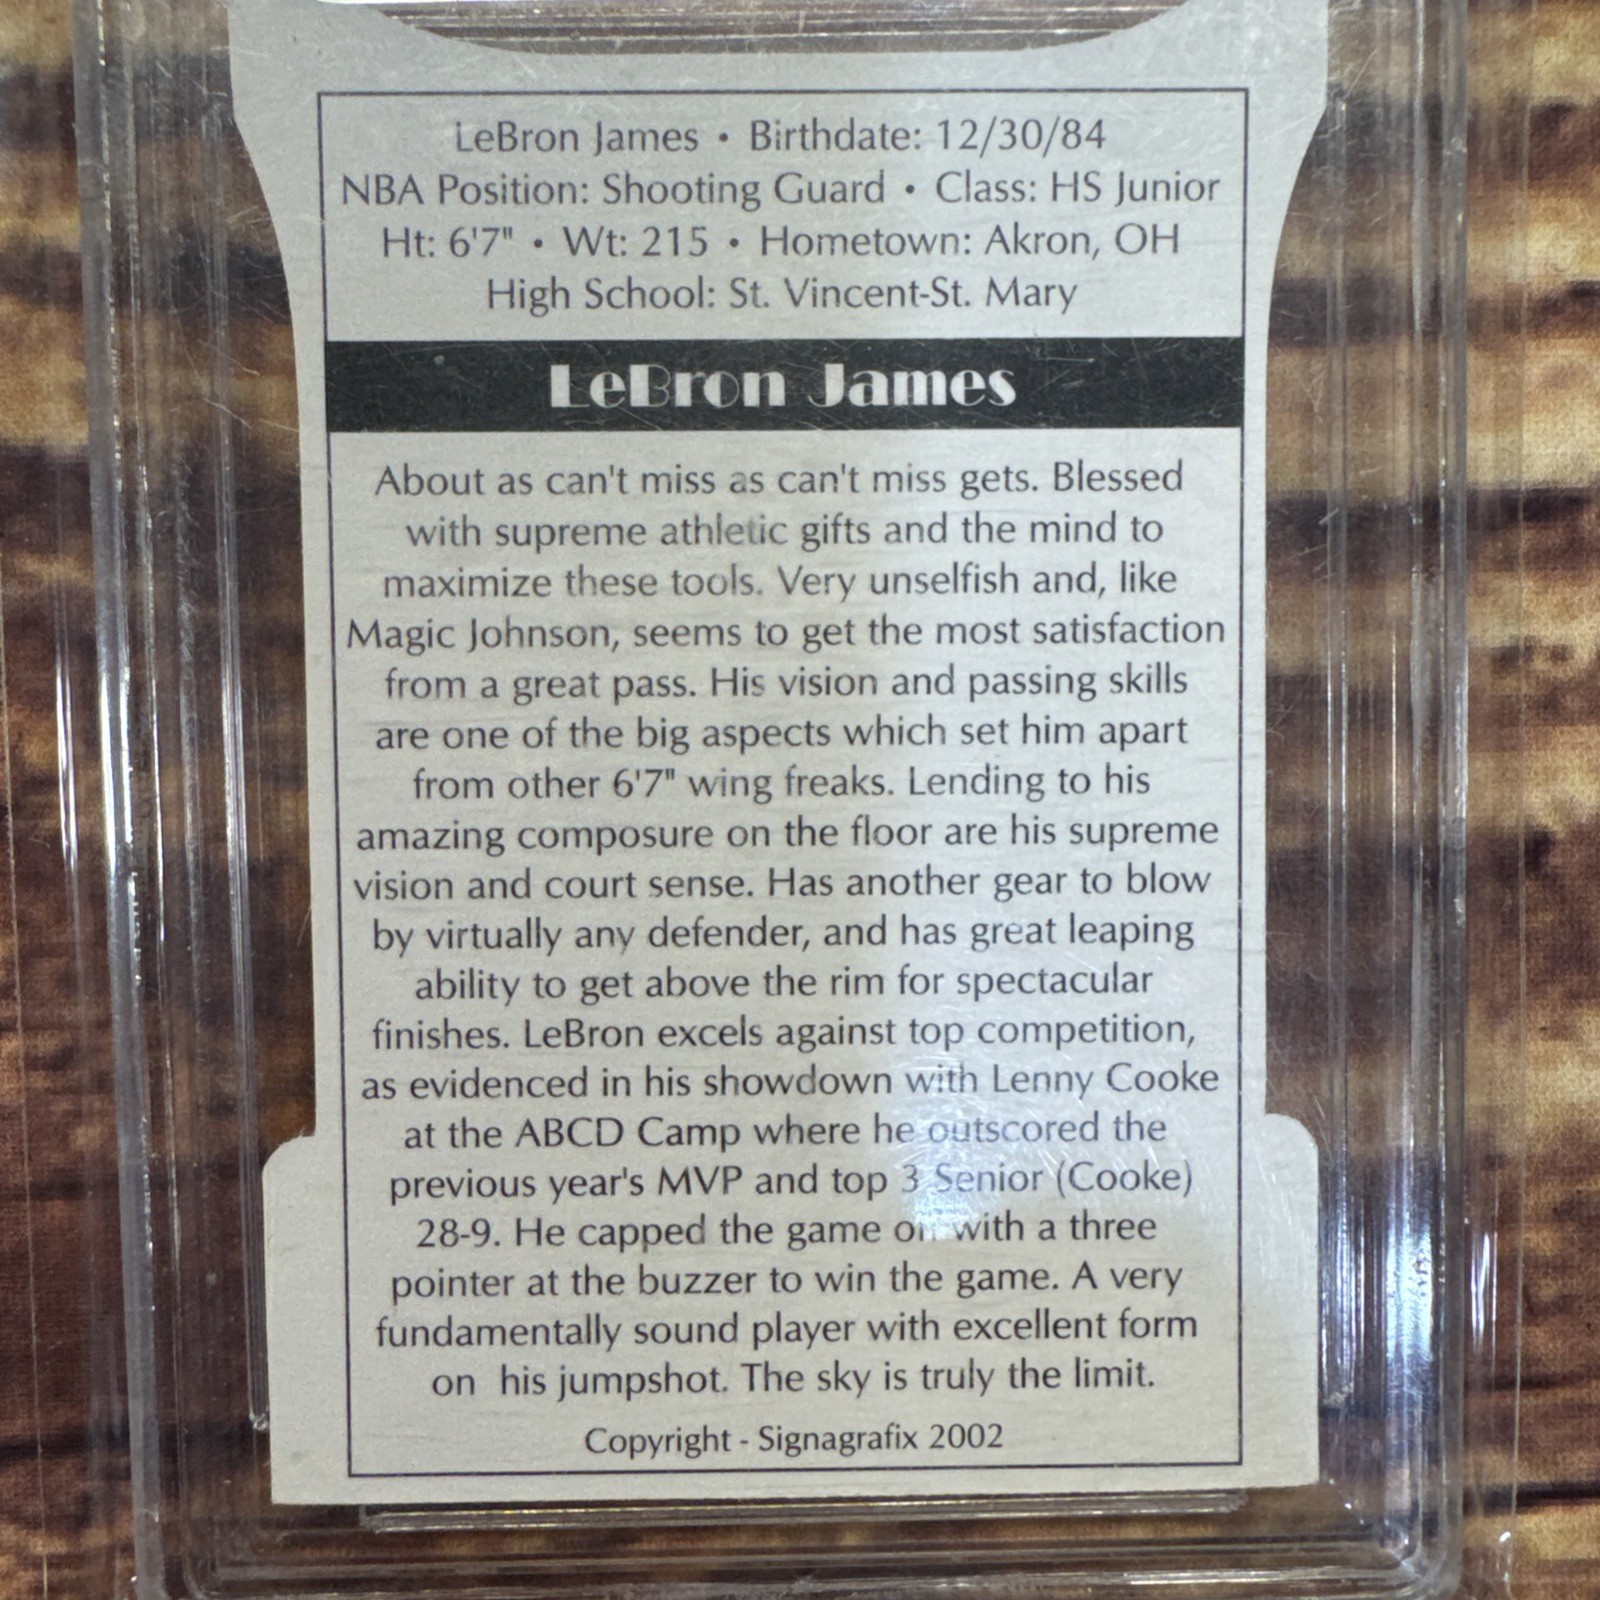 LeBron James • Birthdate: 12/30/84
NBA Position: Shooting Guard • Class: HS Junior
Ht: 6'7" • Wt: 215 • Hometown: Akron, OH
High School: St. Vincent-St. Mary
LeBron James
About as can't miss as can't miss gets. Blessed
with supreme athletic gifts and the mind to
maximize these tools. Very unselfish and, like
Magic Johnson, seems to get the most satisfaction
from a great pass. His vision and passing skills
are one of the big aspects which set him apart
from other 6'7" wing freaks. Lending to his
amazing composure on the floor are his supreme
vision and court sense. Has another gear to blow
by virtually any defender, and has great leaping
ability to get above the rim for spectacular
finishes. LeBron excels against top competition,
as evidenced in his showdown with Lenny Cooke
at the ABCD Camp where he outscored the
previous year's MVP and top 3 Senior (Cooke)
28-9. He capped the game off with a three
pointer at the buzzer to win the game. A very
fundamentally sound player with excellent form
on his jumpshot. The sky is truly the limit.
Copyright - Signagrafix 2002